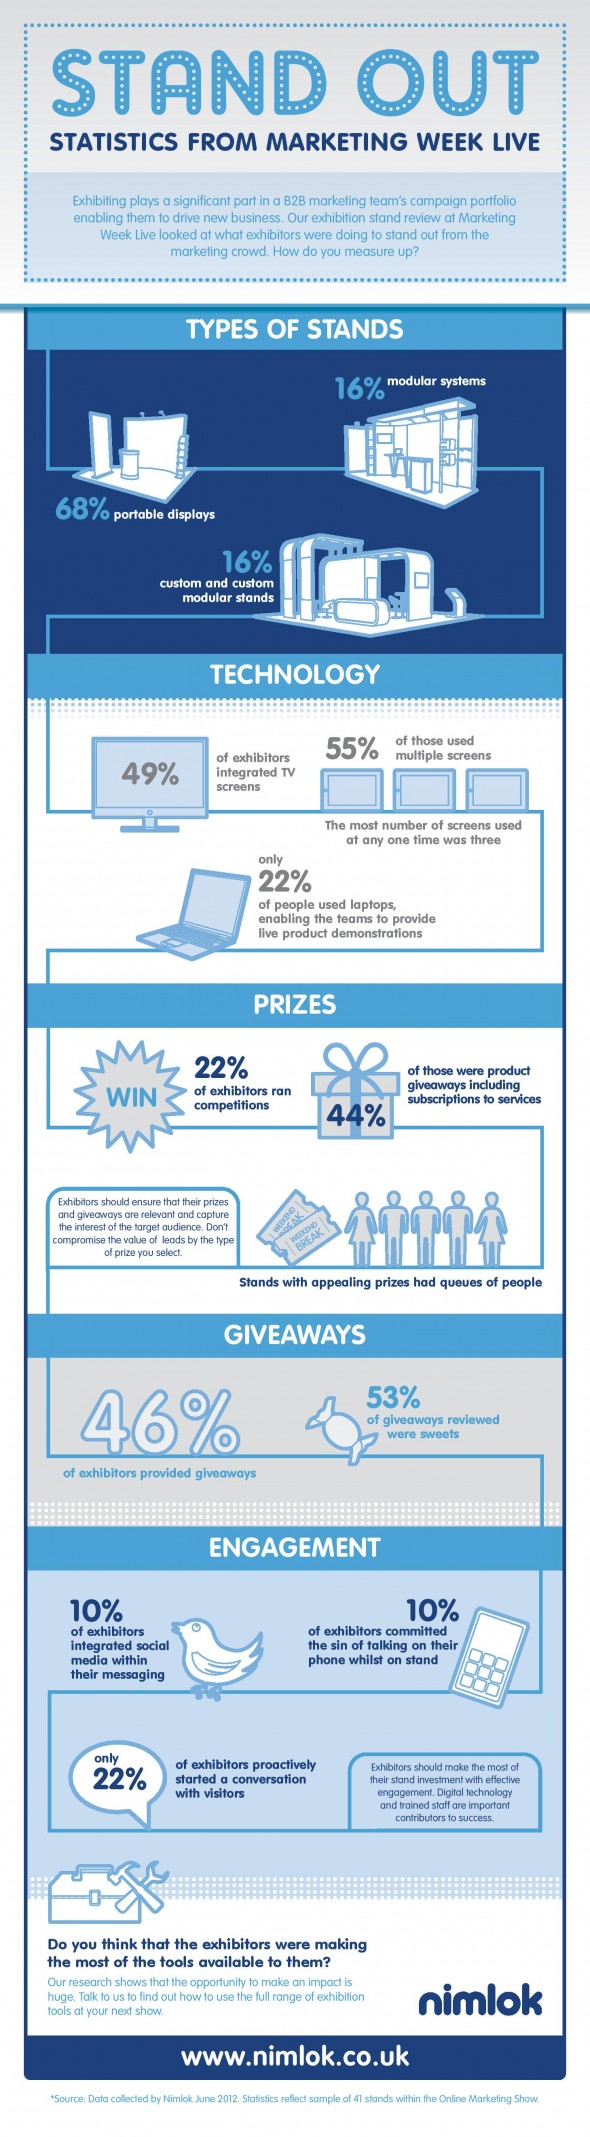 STAND OUT
STATISTICS FROM MARKETING WEEK LIVE
Exhibiting plays a significant part in a B2B marketing team's campaign portfolio
enabling them to drive new business. Our exhibition stand review at Marketing
Week Live looked at what exhibitors were doing to stand out from the
marketing crowd. How do you measure up?
TYPES OF STANDS
16% modular systems
68% portable displays
16%
custom and custom
modular stands
TECHNOLOGY
49%
of exhibitors
integrated TV
screens
55%
of those used
multiple screens
The most number of screens used
at any one time was three
only
22%
of people used laptops,
enabling the teams to provide
live product demonstrations
PRIZES
WIN
22%
of exhibitors ran
competitions
44%
of those were product
giveaways including
subscriptions to services
Exhibitors should ensure that their prizes
and giveaways are relevant and capture
the interest of the target audience. Don't
compromise the value of leads by the type
of prize you select.
WEEKEND
BREAK
WEEKEND
BREAK
Stands with appealing prizes had queues of people
GIVEAWAYS
46%
of exhibitors provided giveaways
53%
of giveaways reviewed
were sweets
ENGAGEMENT
10%
of exhibitors
integrated social
media within
their messaging
10%
of exhibitors committed
the sin of talking on their
phone whilst on stand
only
22%
of exhibitors proactively
started a conversation
with visitors
Exhibitors should make the most of
their stand investment with effective
engagement. Digital technology
and trained staff are important
contributors to success.
Do you think that the exhibitors were making
the most of the tools available to them?
Our research shows that the opportunity to make an impact is
huge. Talk to us to find out how to use the full range of exhibition
tools at your next show.
nimlok
www.nimlok.co.uk
*Source: Data collected by Nimlok June 2012. Statistics reflect sample of 41 stands within the Online Marketing Show.